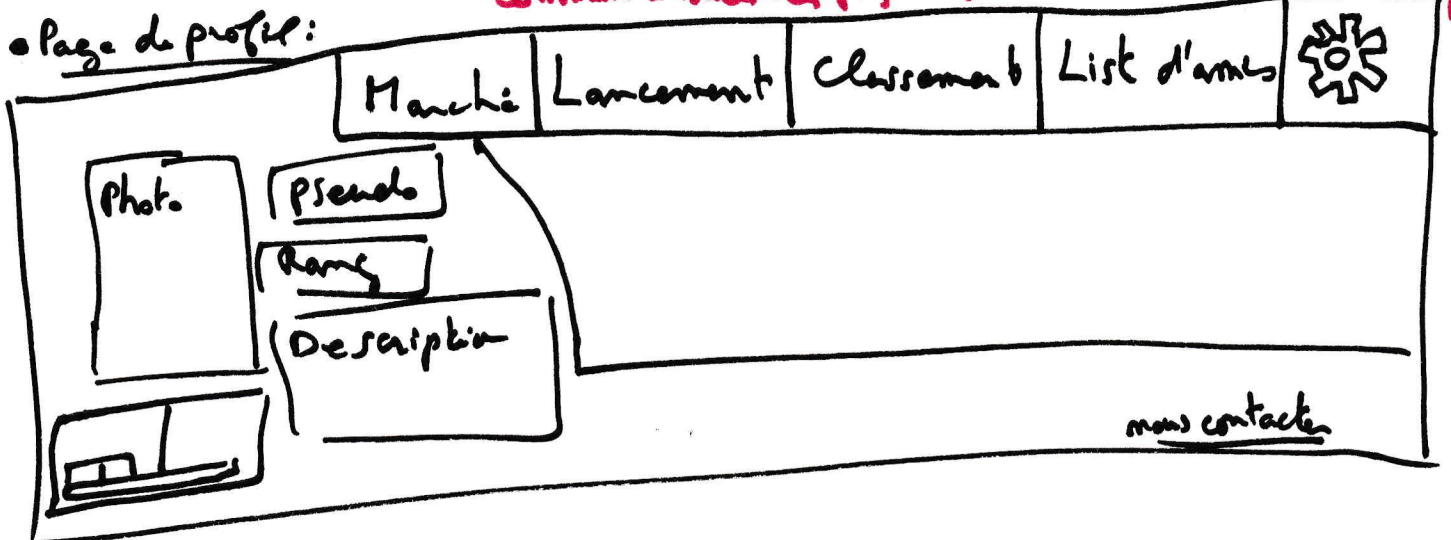 • Page de profil:
Marché Lancement Classement List d'amis
Photo
Pseudo
Rang
Description
nous contacter